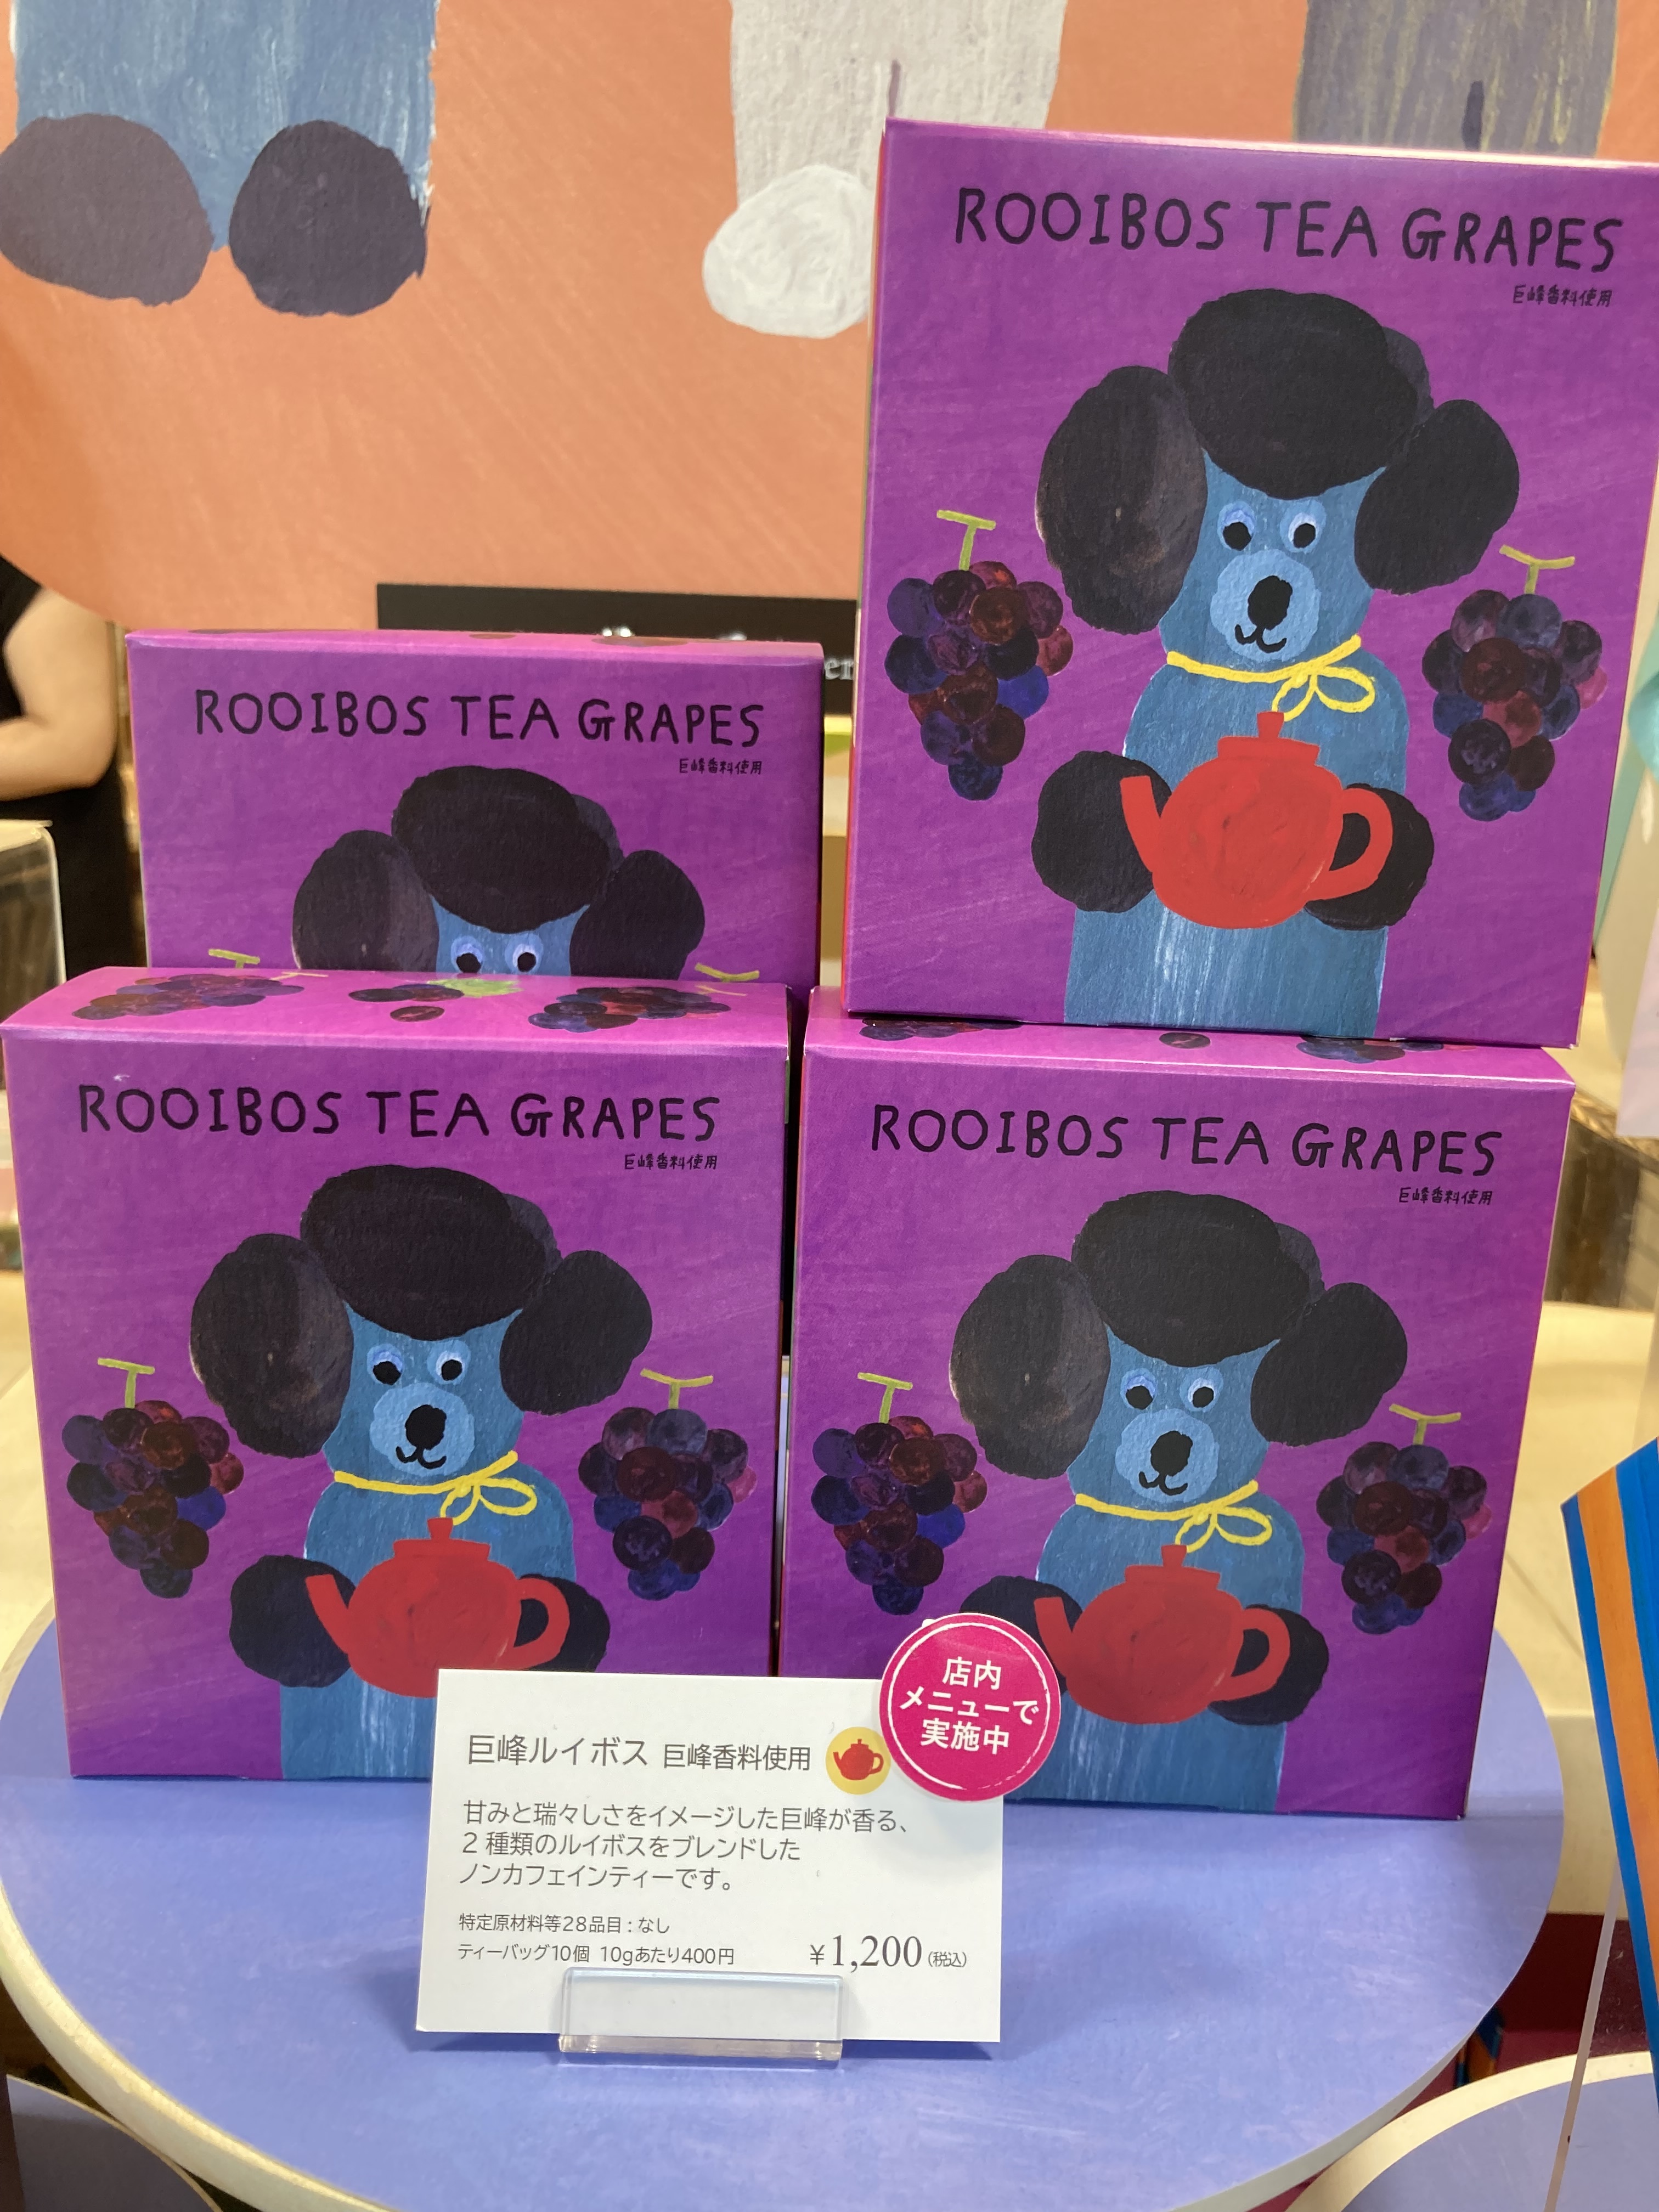 ROOIBOS TEA GRAPES
巨峰香料使用
ROOIBOS TEA GRAPES
巨峰香料使用
ROOIBOS TEA GRAPES
巨峰香料使用
ROOIBOS TEA GRAPES
巨峰香料使用
店内
メニューで
実施中
巨峰ルイボス 巨峰香料使用
甘みと瑞々しさをイメージした巨峰が香る、
2種類のルイボスをブレンドした
ノンカフェインティーです。
特定原材料等28品目:なし
ティーバッグ10個 10gあたり400円
¥1,200(税込)